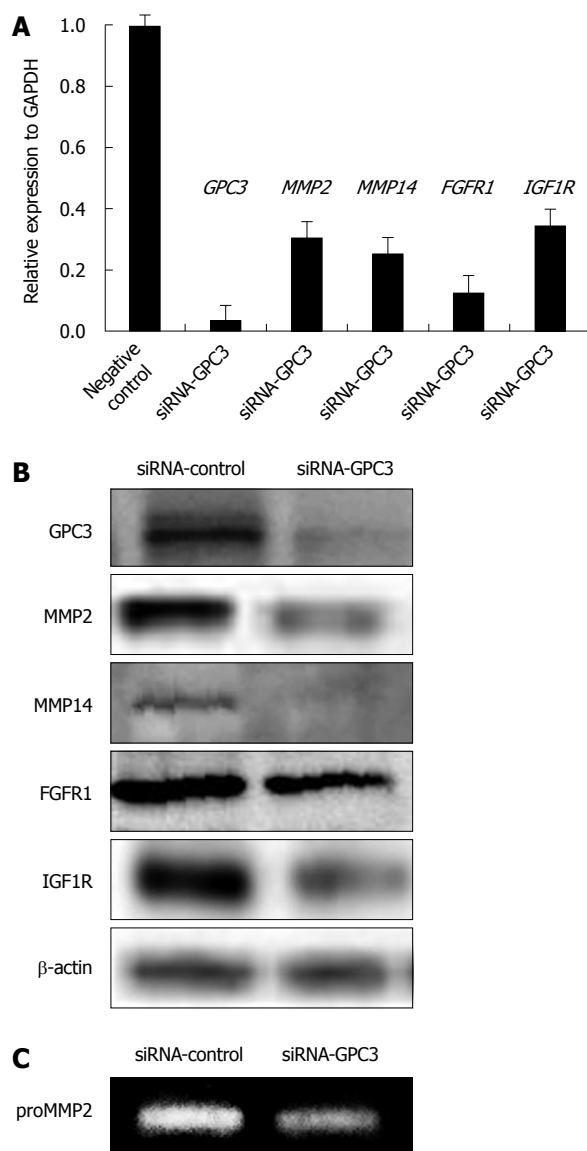 A
Relative expression to GAPDH
1.0
0.8
0.6
0.4
0.2
0.0
GPC3 MMP2 MMP14 FGFR1 IGF1R
Negative control
siRNA-GPC3
siRNA-GPC3
siRNA-GPC3
siRNA-GPC3
siRNA-GPC3
B
siRNA-control siRNA-GPC3
GPC3
MMP2
MMP14
FGFR1
IGF1R
β-actin
C
siRNA-control siRNA-GPC3
proMMP2